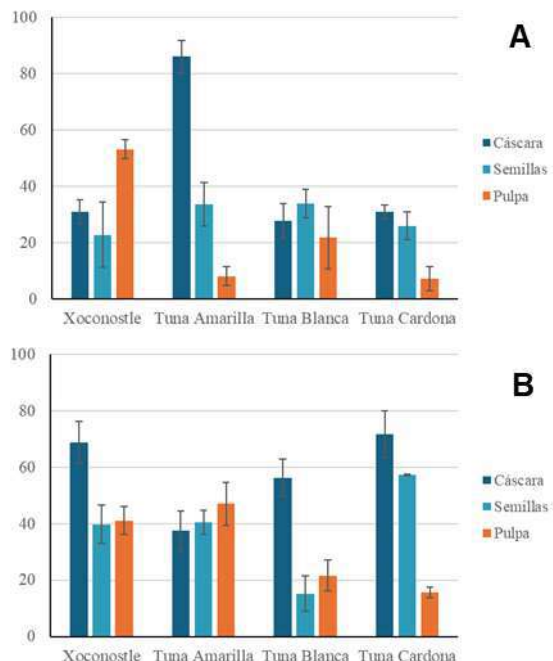 A
100
80
60
40
20
0
Cáscara
Semillas
Pulpa
Xoconostle Tuna Amarilla Tuna Blanca Tuna Cardona
B
100
80
60
40
20
0
Cáscara
Semillas
Pulpa
Xoconostle Tuna Amarilla Tuna Blanca Tuna Cardona